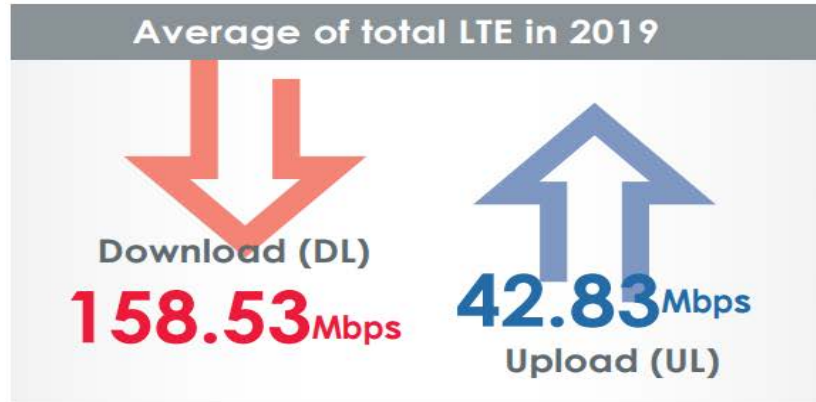 Average of total LTE in 2019
Download (DL)
158.53Mbps
42.83Mbps
Upload (UL)